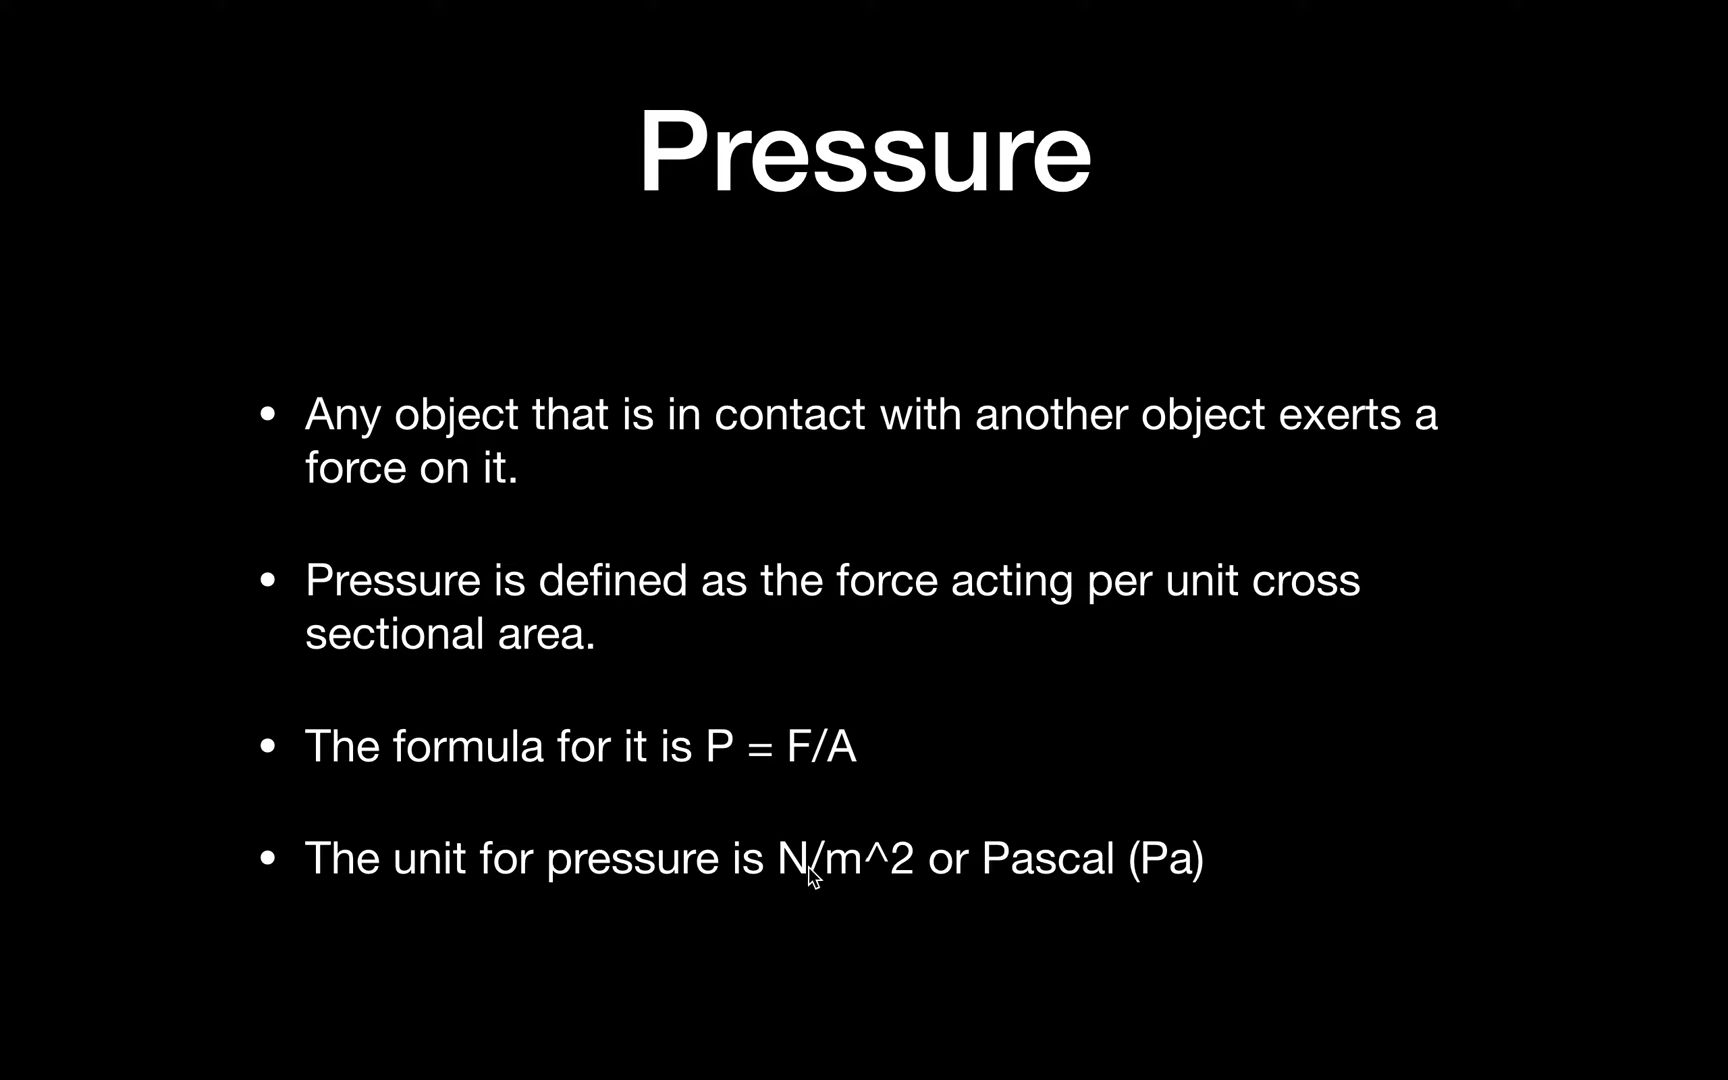 Pressure
• Any object that is in contact with another object exerts a
force on it.
• Pressure is defined as the force acting per unit cross
sectional area.
• The formula for it is P = F/A
• The unit for pressure is N/m^2 or Pascal (Pa)